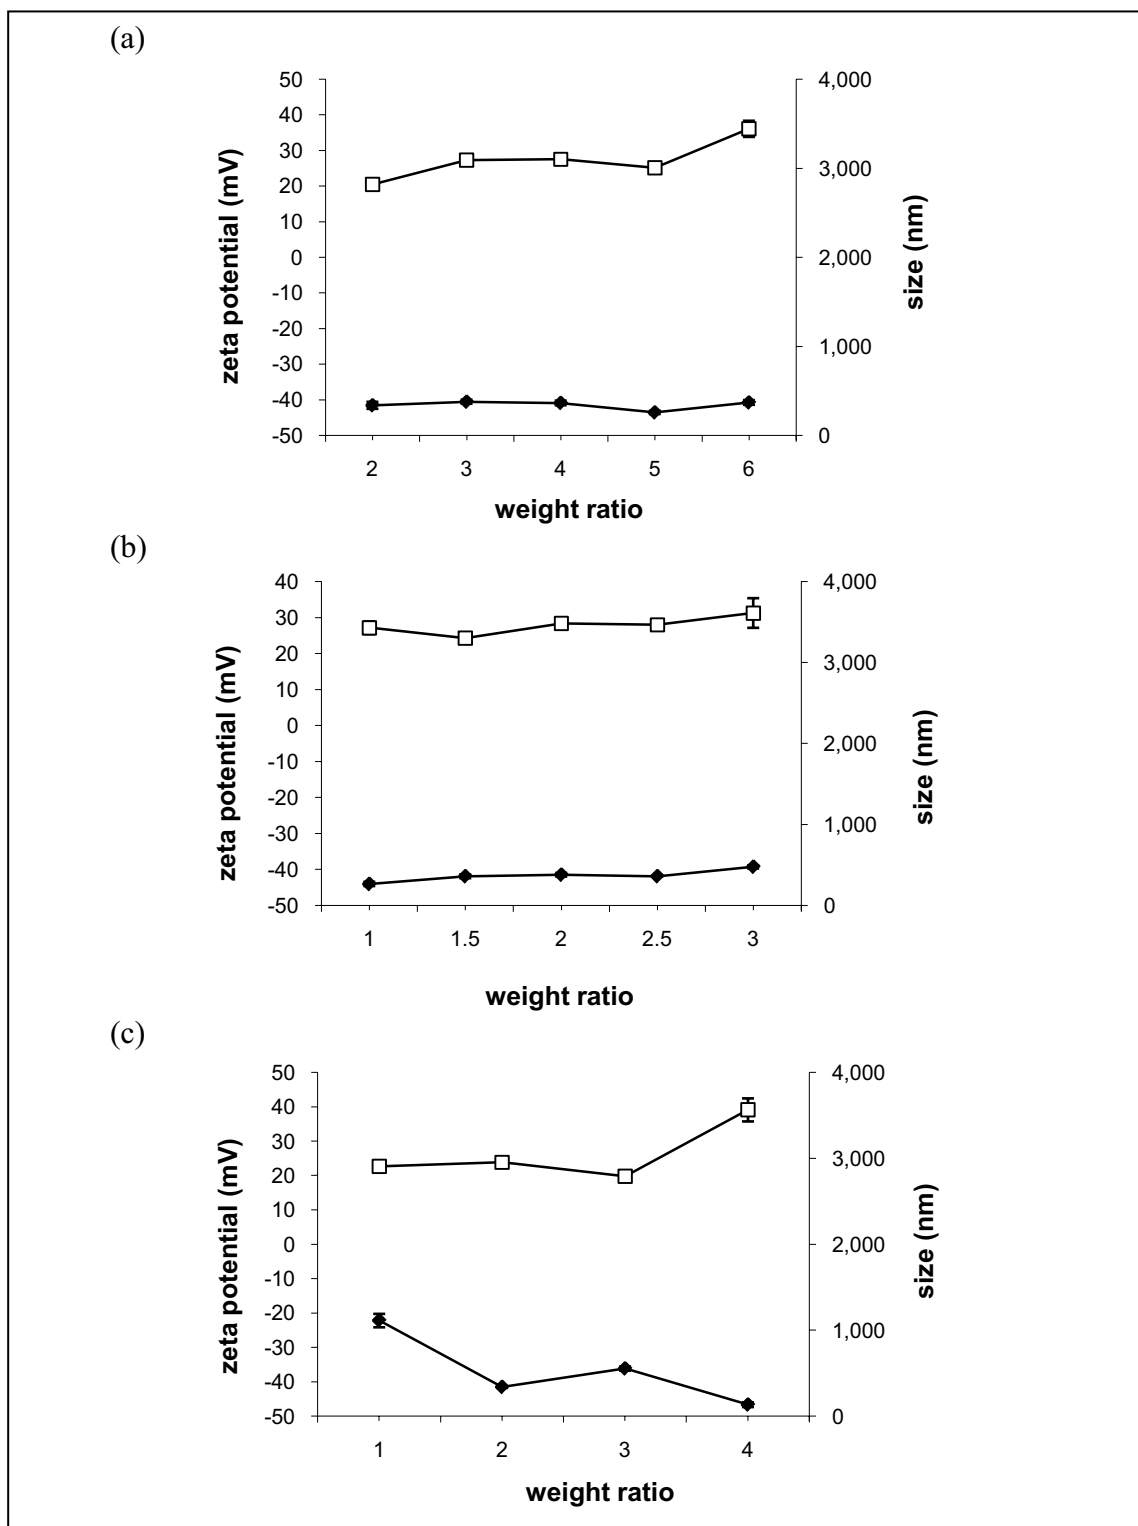 (a)
50 4,000
40
30 3,000
20
10
0 2,000
-10
-20
-30 1,000
-40
-50 0
zeta potential (mV)
size (nm)
2 3 4 5 6
weight ratio
(b)
40 4,000
30
20 3,000
10
0 2,000
-10
-20
-30 1,000
-40
-50 0
zeta potential (mV)
size (nm)
1 1.5 2 2.5 3
weight ratio
(c)
50 4,000
40
30 3,000
20
10
0 2,000
-10
-20
-30 1,000
-40
-50 0
zeta potential (mV)
size (nm)
1 2 3 4
weight ratio